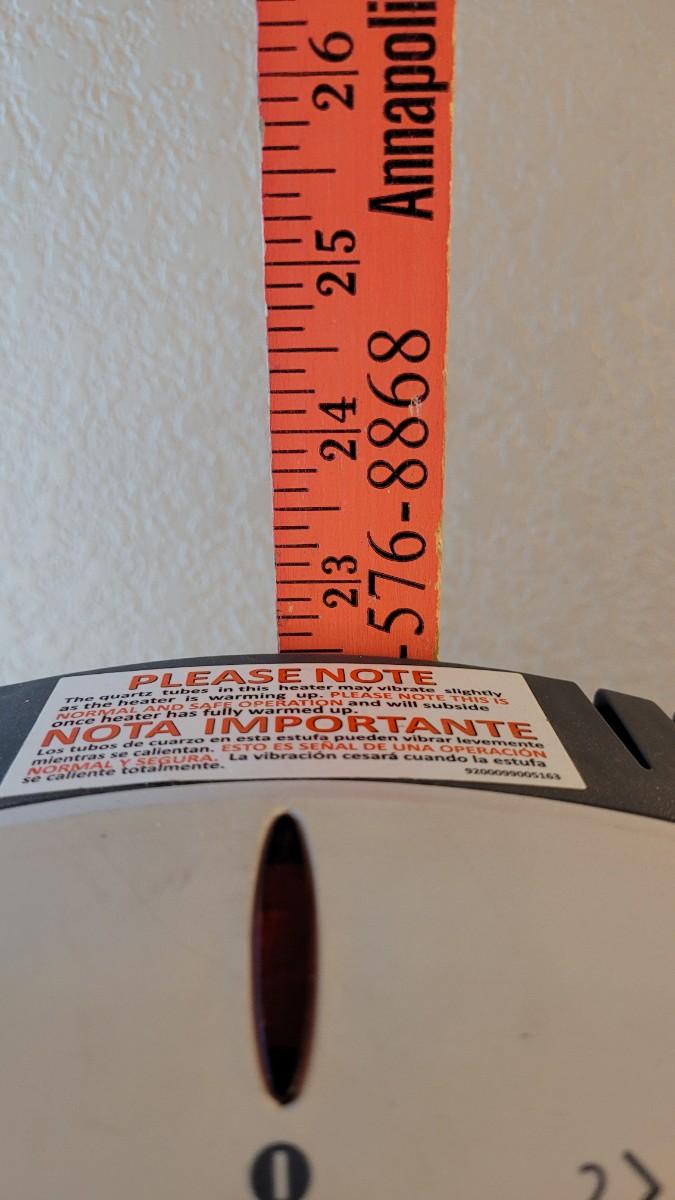 26
25
24
23
-576-8868 Annapoli
PLEASE NOTE
The quartz tubes in this heater may vibrate slightly
as the heater is warming up. PLEASE NOTE THIS IS
NORMAL AND SAFE OPERATION and will subside
once heater has fully warmed up.
NOTA IMPORTANTE
Los tubos de cuarzo en esta estufa pueden vibrar levemente
mientras se calientan. ESTO ES SEÑAL DE UNA OPERACIÓN
NORMAL Y SEGURA. La vibración cesará cuando la estufa
se caliente totalmente.
9200099005163
0